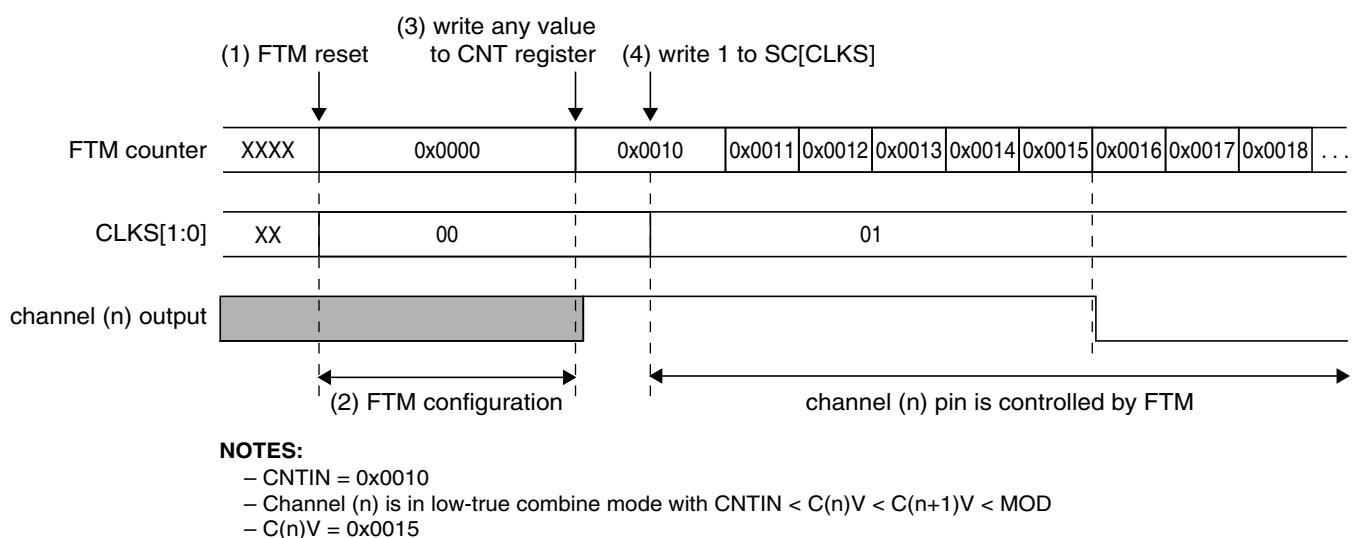 (3) write any value
(1) FTM reset to CNT register (4) write 1 to SC[CLKS]
FTM counter XXXX 0x0000 0x0010 0x0011 0x0012 0x0013 0x0014 0x0015 0x0016 0x0017 0x0018 . . .
CLKS[1:0] XX 00 01
channel (n) output
(2) FTM configuration channel (n) pin is controlled by FTM
NOTES:
– CNTIN = 0x0010
– Channel (n) is in low-true combine mode with CNTIN < C(n)V < C(n+1)V < MOD
– C(n)V = 0x0015